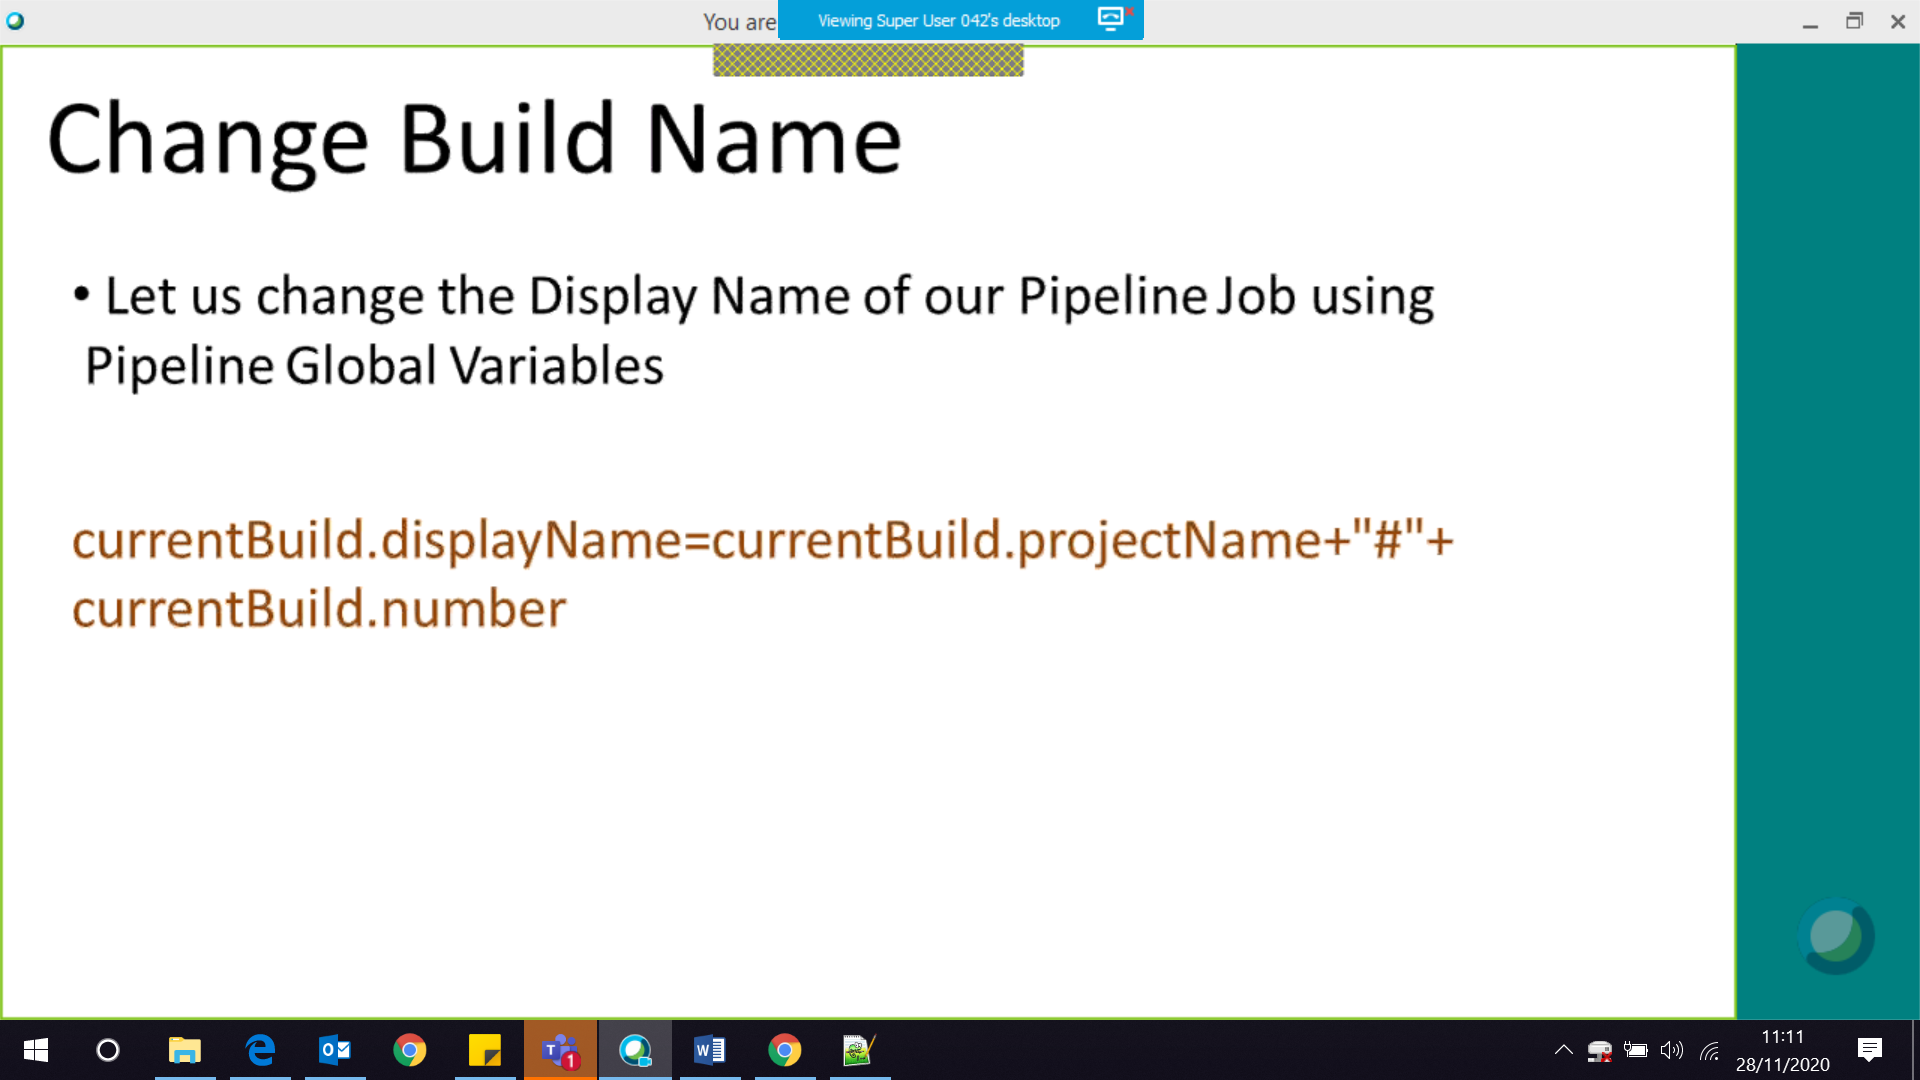 You are
Viewing Super User 042's desktop
Change Build Name
• Let us change the Display Name of our Pipeline Job using
Pipeline Global Variables
currentBuild.displayName=currentBuild.projectName+"#"+
currentBuild.number
11:11
28/11/2020
1